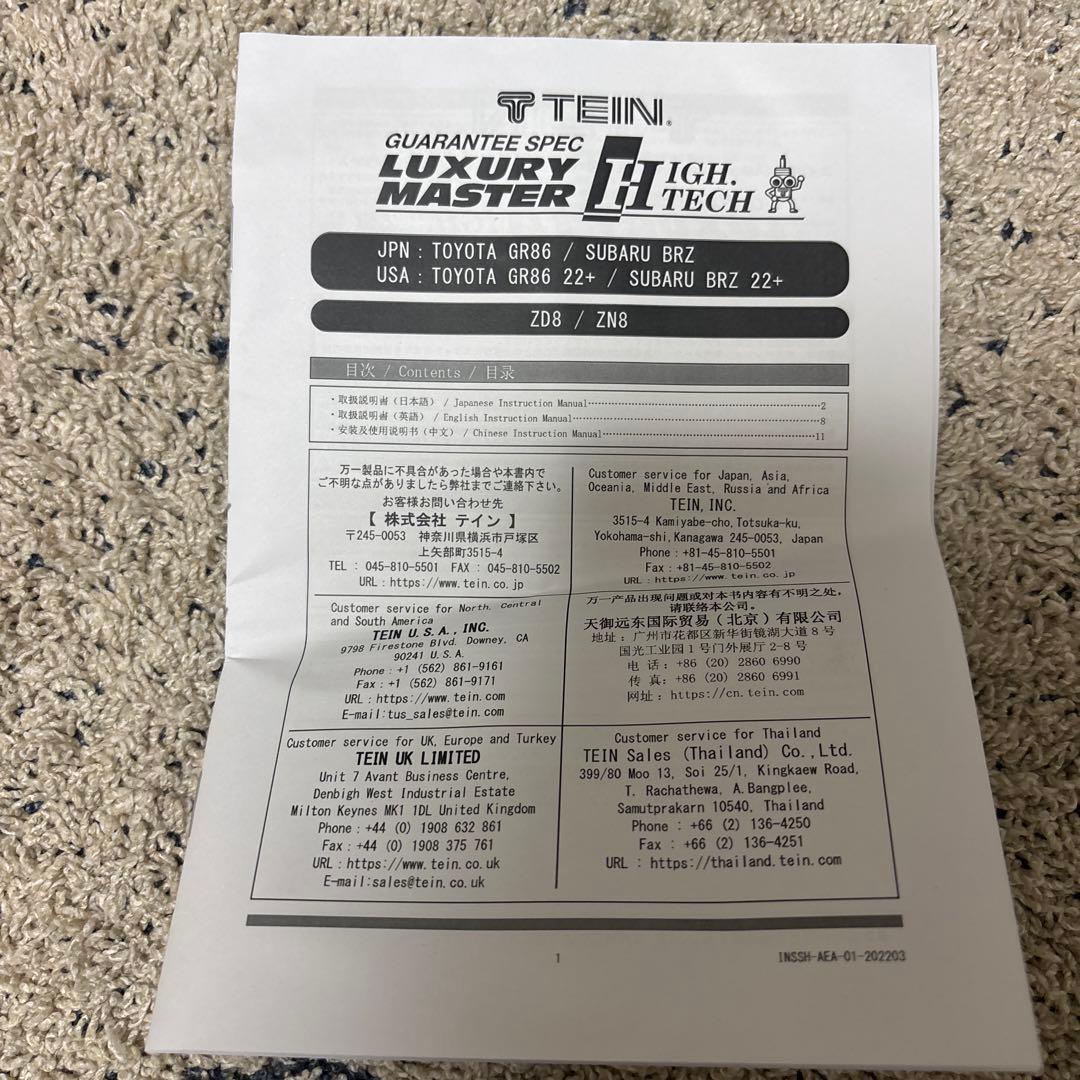 TEIN®
GUARANTEE SPEC
LUXURY
MASTER
HIGH.
TECH
JPN : TOYOTA GR86 / SUBARU BRZ
USA : TOYOTA GR86 22+ / SUBARU BRZ 22+
ZD8 / ZN8
目次 / Contents / 目录
・取扱説明書（日本語） / Japanese Instruction Manual 2
・取扱説明書（英語） / English Instruction Manual 8
・安装及使用说明书（中文） / Chinese Instruction Manual 11
万一製品に不具合があった場合や本書内で
ご不明な点がありましたら弊社までご連絡下さい。
お客様お問い合わせ先
【 株式会社 テイン 】
〒245-0053 神奈川県横浜市戸塚区
上矢部町3515-4
TEL : 045-810-5501 FAX : 045-810-5502
URL : https://www.tein.co.jp
Customer service for Japan, Asia,
Oceania, Middle East, Russia and Africa
TEIN, INC.
3515-4 Kamiyabe-cho, Totsuka-ku,
Yokohama-shi, Kanagawa 245-0053, Japan
Phone : +81-45-810-5501
Fax : +81-45-810-5502
URL : https://www.tein.co.jp
Customer service for North, Central
and South America
TEIN U.S.A., INC.
9798 Firestone Blvd. Downey, CA
90241 U.S.A.
Phone : +1 (562) 861-9161
Fax : +1 (562) 861-9171
URL : https://www.tein.com
E-mail:tus_sales@tein.com
万一产品出现问题或对本书内容有不明之处,
请联络本公司。
天御远东国际贸易（北京）有限公司
地址：广州市花都区新华街镜湖大道8号
国光工业园1号门外展厅2-8号
电 话：+86 (20) 2860 6990
传 真：+86 (20) 2860 6991
网址：https://cn.tein.com
Customer service for UK, Europe and Turkey
TEIN UK LIMITED
Unit 7 Avant Business Centre,
Denbigh West Industrial Estate
Milton Keynes MK1 1DL United Kingdom
Phone : +44 (0) 1908 632 861
Fax : +44 (0) 1908 375 761
URL : https://www.tein.co.uk
E-mail:sales@tein.co.uk
Customer service for Thailand
TEIN Sales (Thailand) Co., Ltd.
399/80 Moo 13, Soi 25/1, Kingkaew Road,
T. Rachathewa, A.Bangplee,
Samutprakarn 10540, Thailand
Phone : +66 (2) 136-4250
Fax : +66 (2) 136-4251
URL : https://thailand.tein.com
1
INSSH-AEA-01-202203